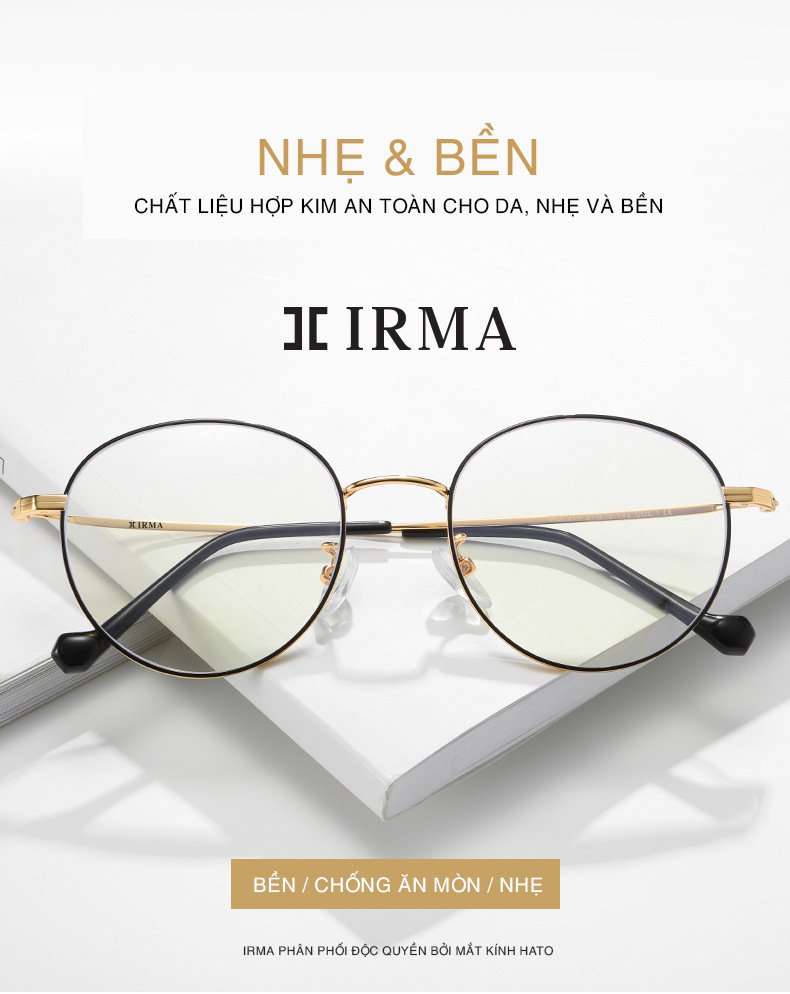 NHẸ & BỀN
CHẤT LIỆU HỢP KIM AN TOÀN CHO DA, NHẸ VÀ BỀN
IRMA
IRMA
BỀN / CHỐNG ĂN MÒN / NHẸ
IRMA PHÂN PHỐI ĐỘC QUYỀN BỞI MẮT KÍNH HATO